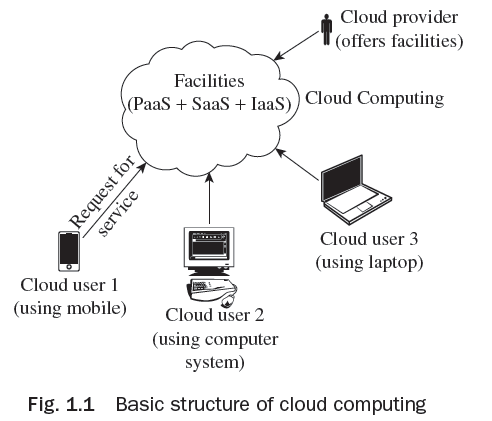 Cloud provider
(offers facilities)
Facilities
(PaaS + SaaS + IaaS)
Cloud Computing
Request for
service
Cloud user 1
(using mobile)
Cloud user 2
(using computer
system)
Cloud user 3
(using laptop)
Fig. 1.1 Basic structure of cloud computing